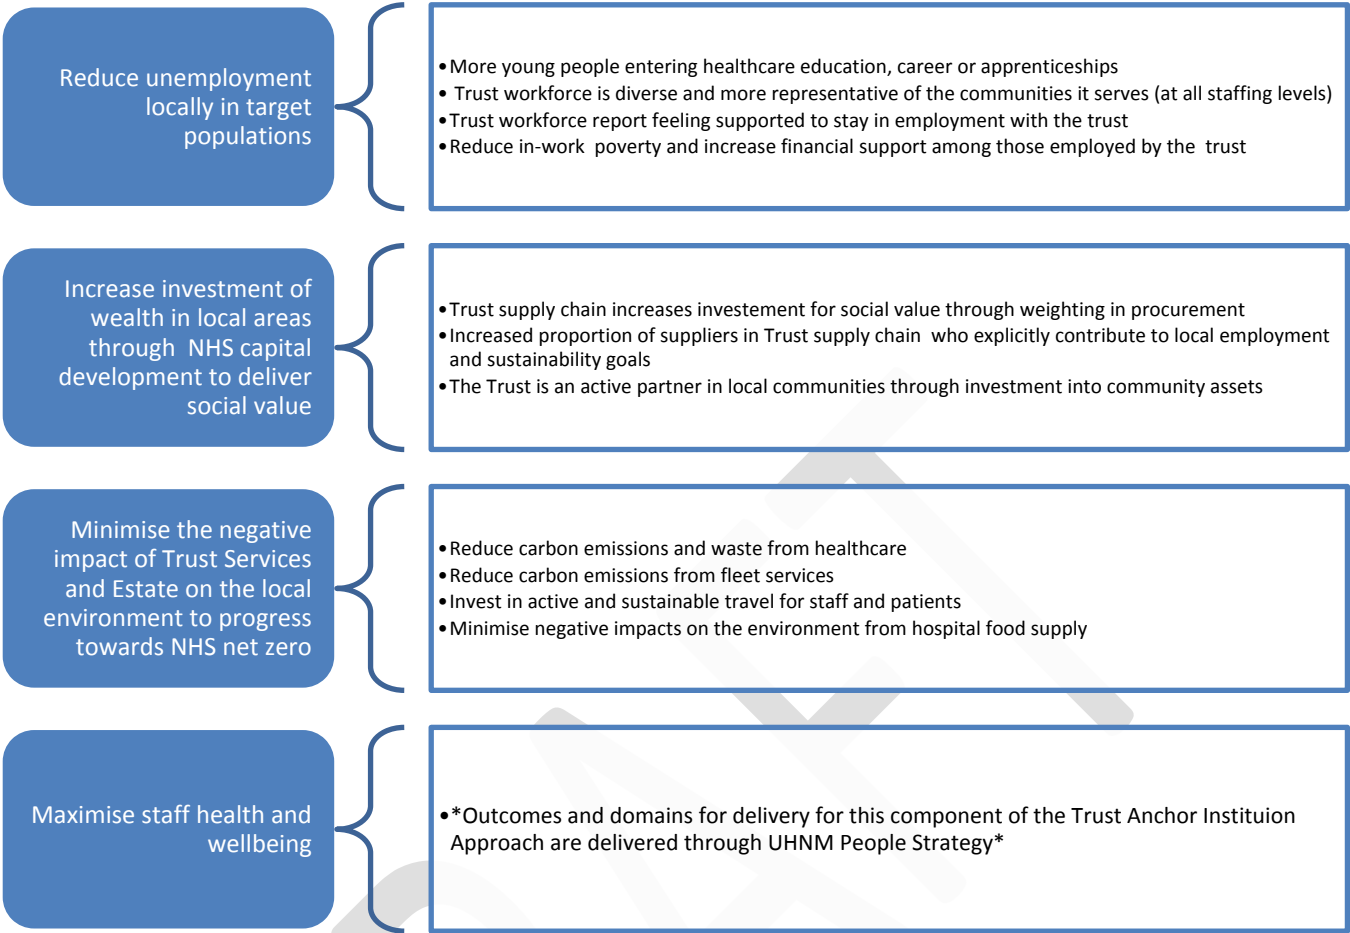 Reduce unemployment
locally in target
populations
•More young people entering healthcare education, career or apprenticeships
• Trust workforce is diverse and more representative of the communities it serves (at all staffing levels)
•Trust workforce report feeling supported to stay in employment with the trust
•Reduce in-work poverty and increase financial support among those employed by the trust
Increase investment of
wealth in local areas
through NHS capital
development to deliver
social value
•Trust supply chain increases investement for social value through weighting in procurement
•Increased proportion of suppliers in Trust supply chain who explicitly contribute to local employment
and sustainability goals
•The Trust is an active partner in local communities through investment into community assets
Minimise the negative
impact of Trust Services
and Estate on the local
environment to progress
towards NHS net zero
•Reduce carbon emissions and waste from healthcare
•Reduce carbon emissions from fleet services
•Invest in active and sustainable travel for staff and patients
•Minimise negative impacts on the environment from hospital food supply
Maximise staff health and
wellbeing
•*Outcomes and domains for delivery for this component of the Trust Anchor Instituion
Approach are delivered through UHNM People Strategy*
DRAFT